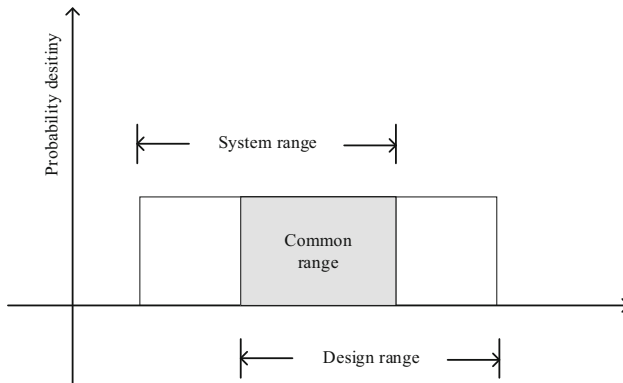 Probability desitiny
System range
Common
range
Design range